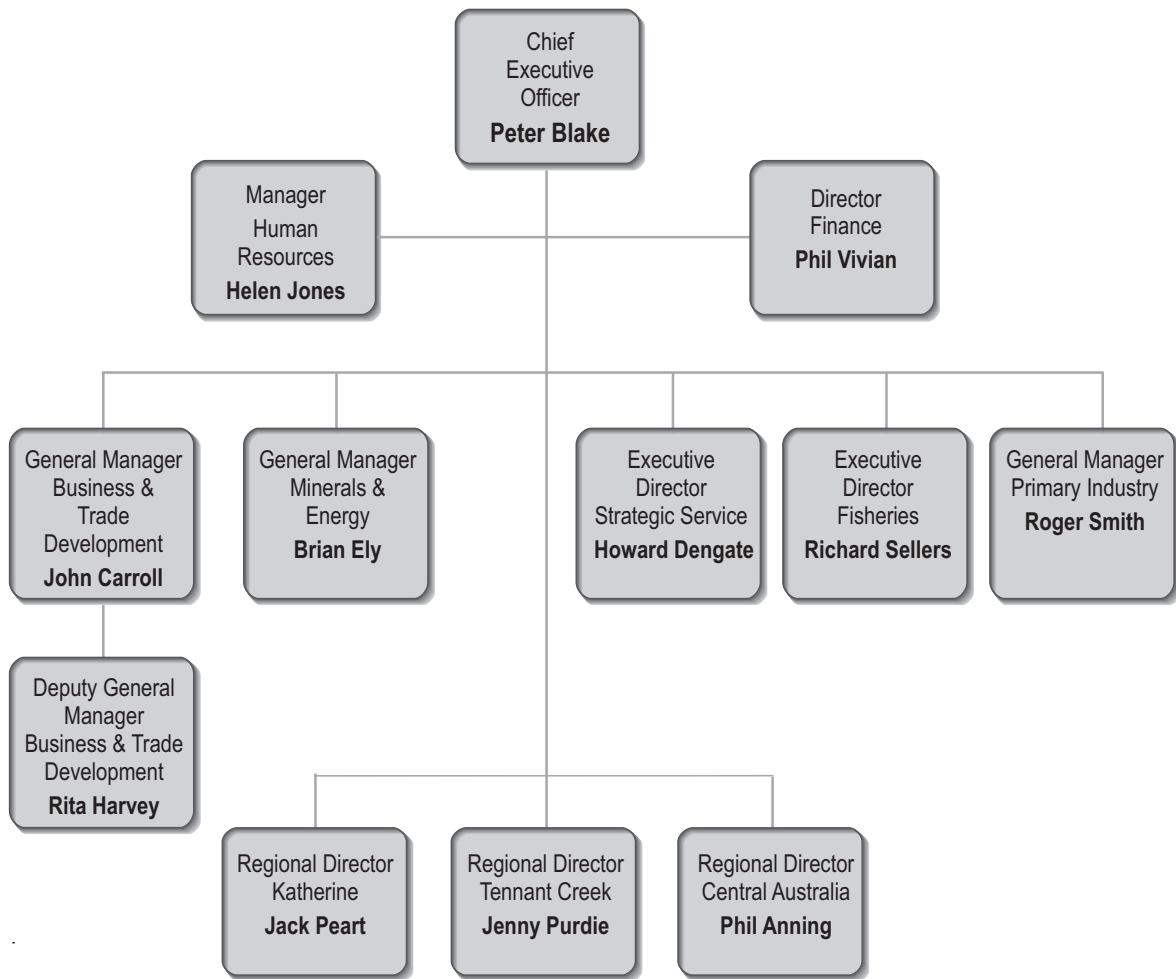 Chief
Executive
Officer
Peter Blake
Manager
Human
Resources
Helen Jones
Director
Finance
Phil Vivian
General Manager
Business &
Trade
Development
John Carroll
General Manager
Minerals &
Energy
Brian Ely
Executive
Director
Strategic Service
Howard Dengate
Executive
Director
Fisheries
Richard Sellers
General Manager
Primary Industry
Roger Smith
Deputy General
Manager
Business & Trade
Development
Rita Harvey
Regional Director
Katherine
Jack Peart
Regional Director
Tennant Creek
Jenny Purdie
Regional Director
Central Australia
Phil Anning
.